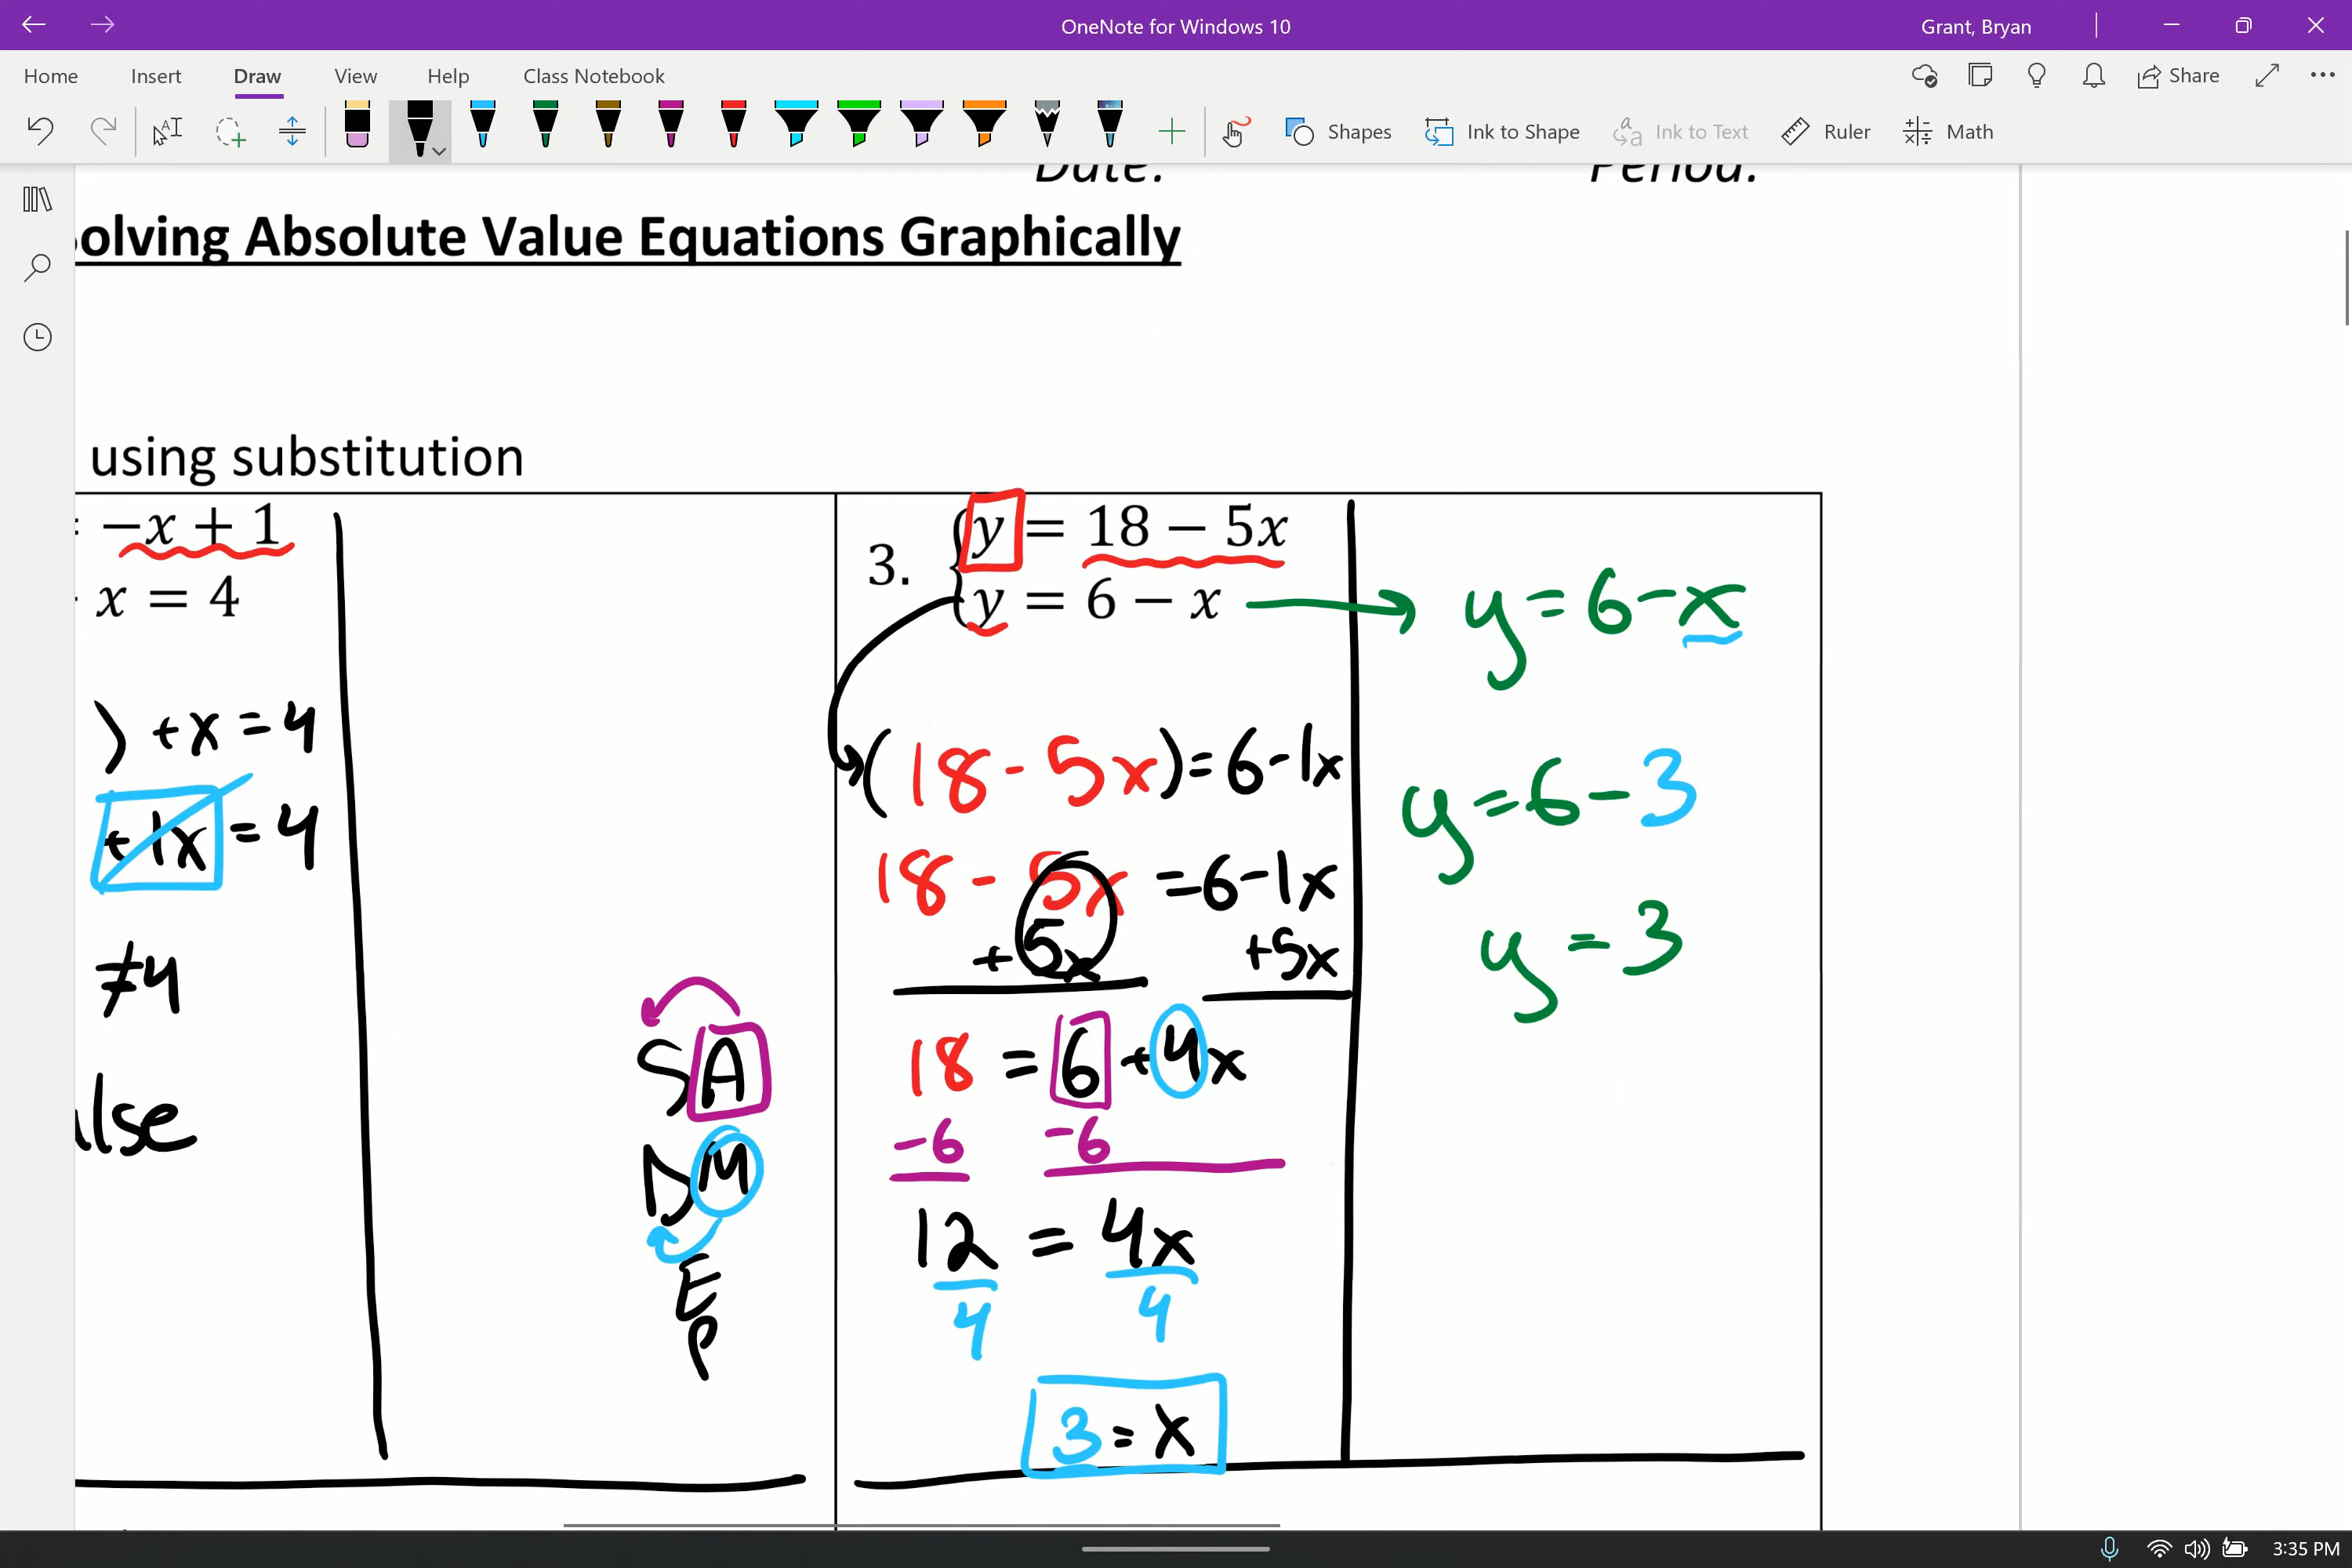 OneNote for Windows 10
Grant, Bryan
Home Insert Draw View Help Class Notebook
Share
Shapes Ink to Shape Ink to Text Ruler Math
Date: Period:
olving Absolute Value Equations Graphically
using substitution
= −x + 1
x = 4
) +x = 4
+1x = 4
≠4
alse
SA
DM
E
P
3. { y = 18 − 5x
y = 6 − x
(18 - 5x) = 6 - 1x
18 - 5x = 6 - 1x
+5x +5x
18 = 6 + 4x
-6 -6
12 = 4x
4 4
3 = x
y = 6 - x
y = 6 - 3
y = 3
3:35 PM